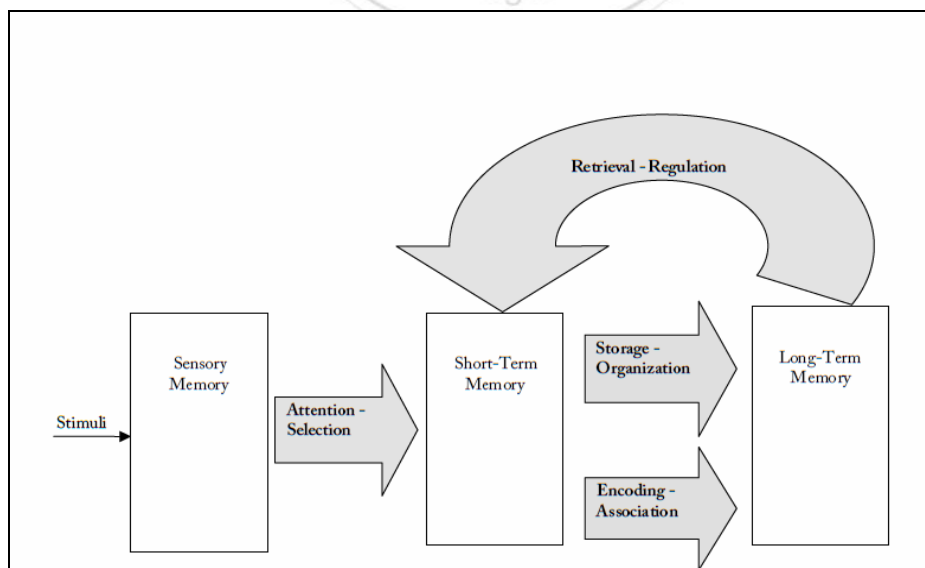 Retrieval - Regulation
Sensory
Memory
Short-Term
Memory
Storage -
Organization
Long-Term
Memory
Stimuli
Attention -
Selection
Encoding -
Association